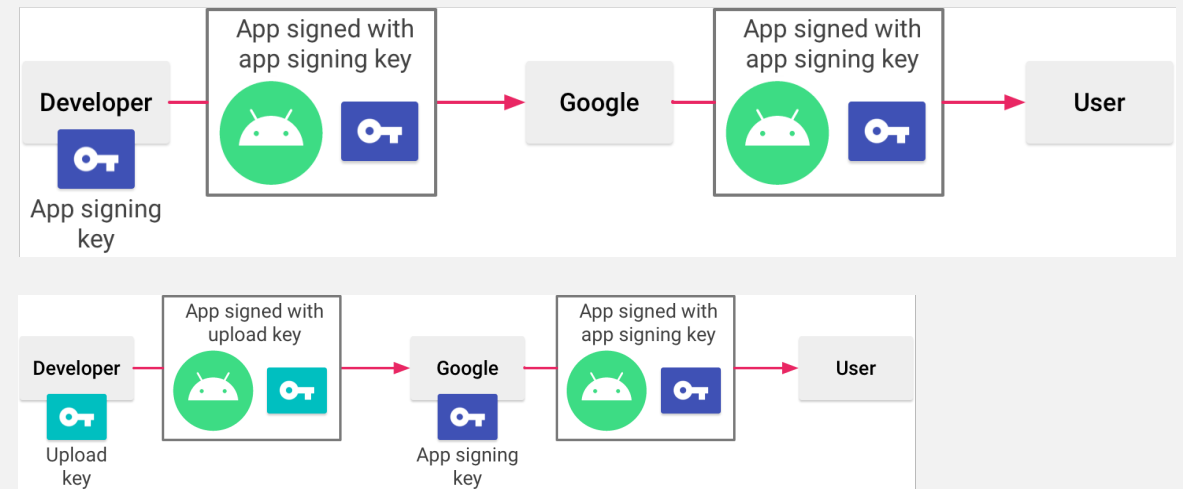 App signed with
app signing key
App signed with
app signing key
Developer
Google
User
App signing
key
App signed with
upload key
App signed with
app signing key
Developer
Google
User
Upload
key
App signing
key